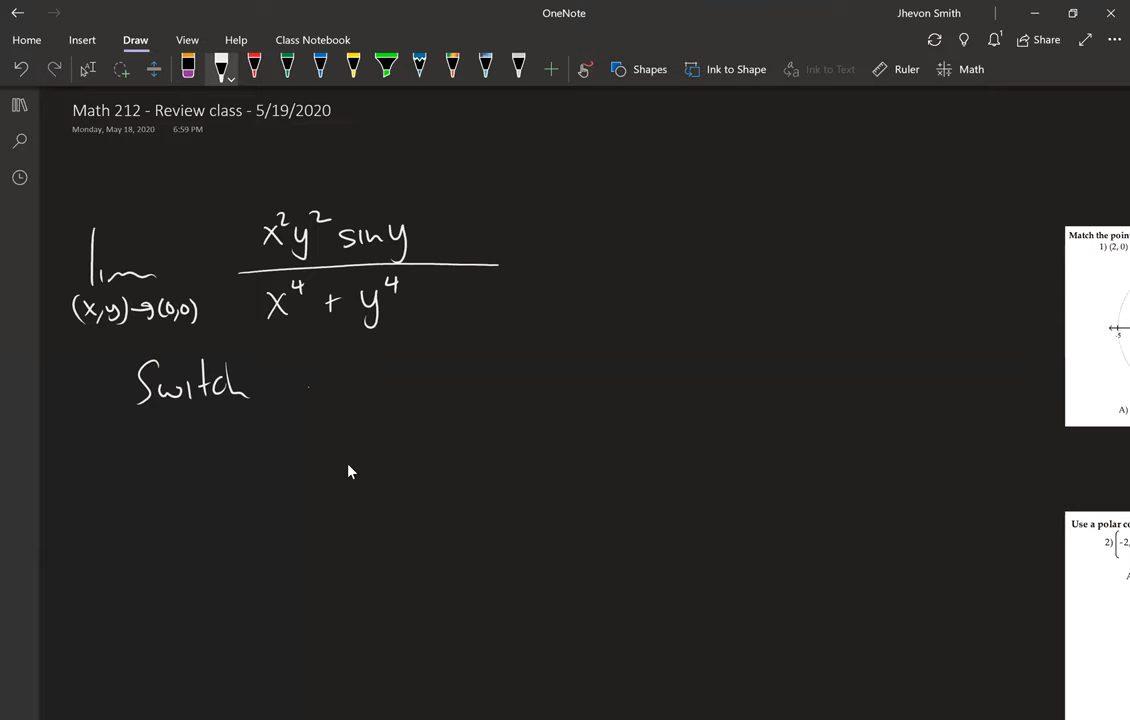 OneNote
Jhevon Smith
Home Insert Draw View Help Class Notebook
Share
Shapes Ink to Shape Ink to Text Ruler Math
Math 212 - Review class - 5/19/2020
Monday, May 18, 2020 6:59 PM
lim (x,y)→(0,0) x²y² sin y / x⁴ + y⁴
Switch
Match the poin
1) (2, 0)
-5
A)
Use a polar co
2) (-2,
A